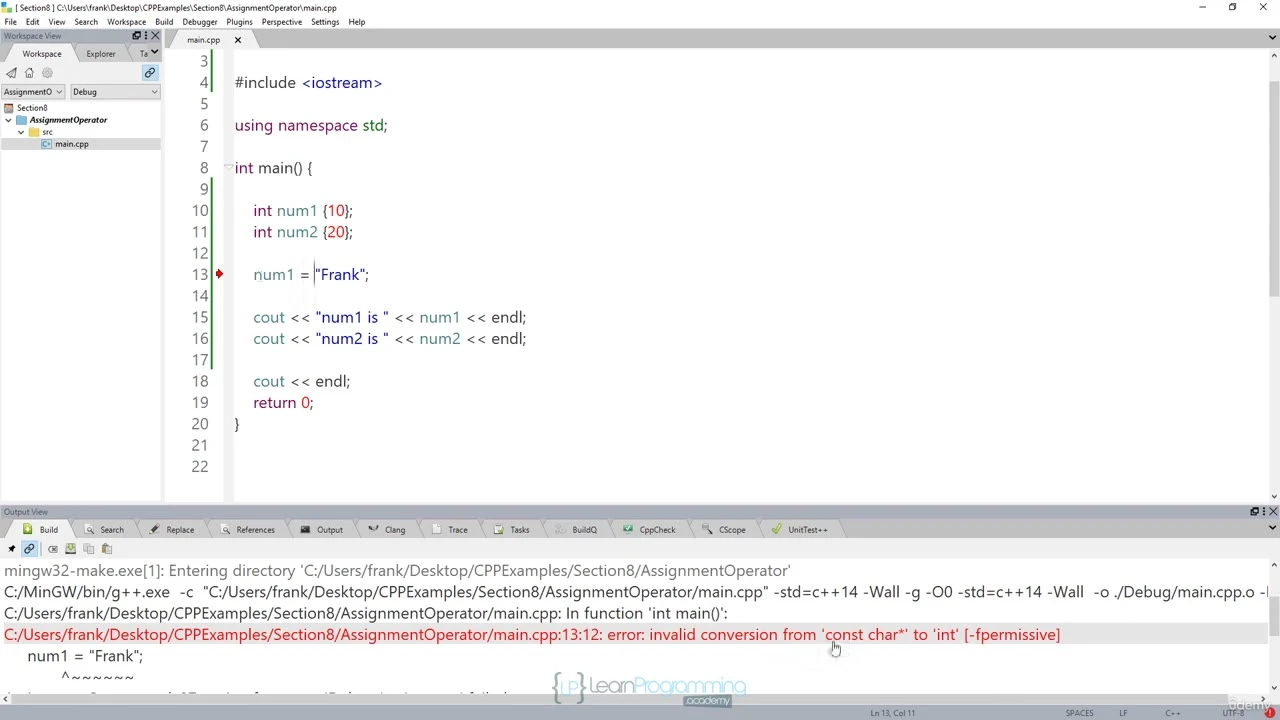 [ Section8 ] C:\Users\frank\Desktop\CPPExamples\Section8\AssignmentOperator\main.cpp
File Edit View Search Workspace Build Debugger Plugins Perspective Settings Help
Workspace View
main.cpp
Workspace Explorer Ta
AssignmentO Debug
Section8
AssignmentOperator
src
main.cpp
3
4 #include <iostream>
5
6 using namespace std;
7
8 int main() {
9
10 int num1 {10};
11 int num2 {20};
12
13 num1 = "Frank";
14
15 cout << "num1 is " << num1 << endl;
16 cout << "num2 is " << num2 << endl;
17
18 cout << endl;
19 return 0;
20 }
21
22
Output View
Build Search Replace References Output Clang Trace Tasks BuildQ CppCheck CScope UnitTest++
mingw32-make.exe[1]: Entering directory 'C:/Users/frank/Desktop/CPPExamples/Section8/AssignmentOperator'
C:/MinGW/bin/g++.exe -c "C:/Users/frank/Desktop/CPPExamples/Section8/AssignmentOperator/main.cpp" -std=c++14 -Wall -g -O0 -std=c++14 -Wall -o ./Debug/main.cpp.o
C:/Users/frank/Desktop/CPPExamples/Section8/AssignmentOperator/main.cpp: In function 'int main()':
C:/Users/frank/Desktop/CPPExamples/Section8/AssignmentOperator/main.cpp:13:12: error: invalid conversion from 'const char*' to 'int' [-fpermissive]
num1 = "Frank";
^~~~~~~
{LP} LearnProgramming
.academy
udemy
Ln 13, Col 11 SPACES LF C++ UTF-8